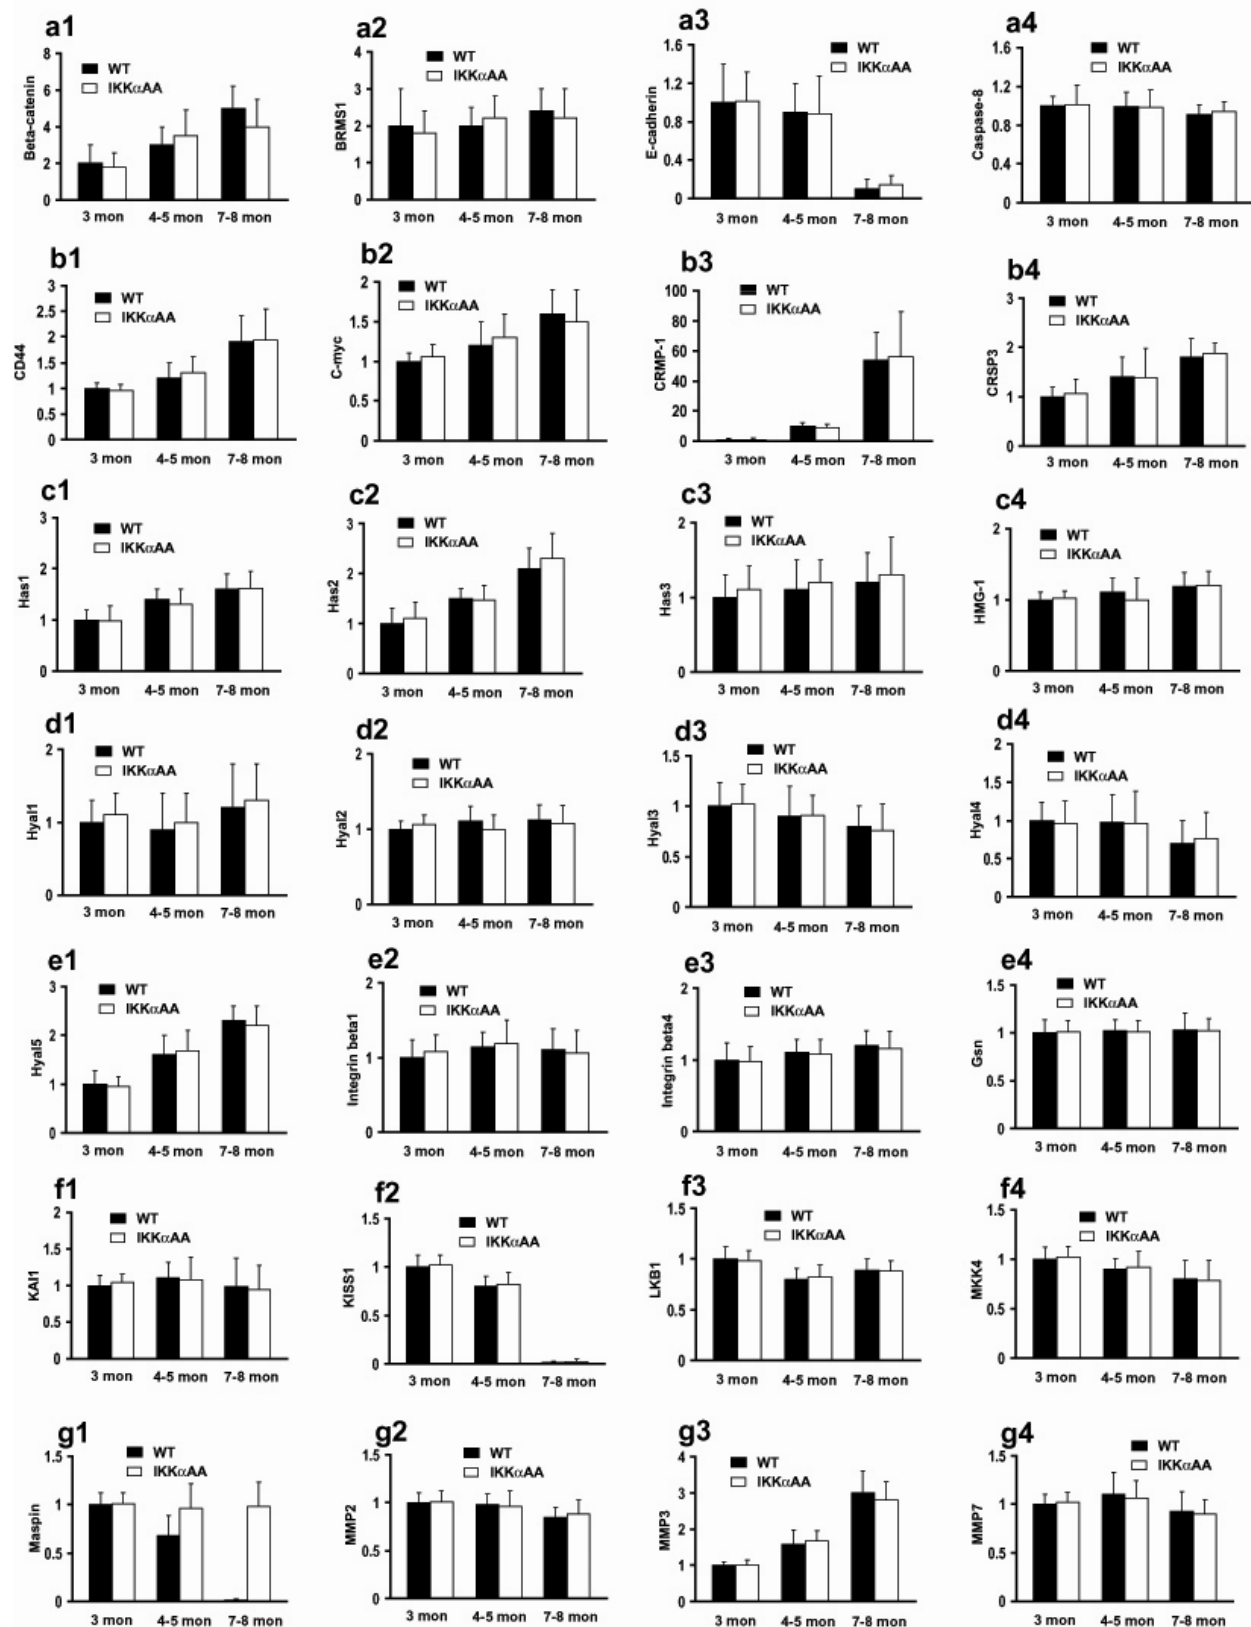 a1
Beta-catenin
WT
IKKαAA
8
6
4
2
0
3 mon 4-5 mon 7-8 mon
a2
BRMS1
WT
IKKαAA
4
3
2
1
0
3 mon 4-5 mon 7-8 mon
a3
E-cadherin
WT
IKKαAA
1.6
1.2
0.8
0.4
0
3 mon 4-5 mon 7-8 mon
a4
Caspase-8
WT
IKKαAA
1.6
1.2
0.8
0.4
0
3 mon 4-5 mon 7-8 mon
b1
CD44
WT
IKKαAA
3
2.5
2
1.5
1
0.5
0
3 mon 4-5 mon 7-8 mon
b2
C-myc
WT
IKKαAA
2
1.5
1
0.5
0
3 mon 4-5 mon 7-8 mon
b3
CRMP-1
WT
IKKαAA
100
80
60
40
20
0
3 mon 4-5 mon 7-8 mon
b4
CRSP3
WT
IKKαAA
3
2
1
0
3 mon 4-5 mon 7-8 mon
c1
Has1
WT
IKKαAA
3
2
1
0
3 mon 4-5 mon 7-8 mon
c2
Has2
WT
IKKαAA
3
2
1
0
3 mon 4-5 mon 7-8 mon
c3
Has3
WT
IKKαAA
2
1
0
3 mon 4-5 mon 7-8 mon
c4
HMG-1
WT
IKKαAA
2
1
0
3 mon 4-5 mon 7-8 mon
d1
Hyal1
WT
IKKαAA
2
1
0
3 mon 4-5 mon 7-8 mon
d2
Hyal2
WT
IKKαAA
2
1
0
3 mon 4-5 mon 7-8 mon
d3
Hyal3
WT
IKKαAA
1.5
1
0.5
0
3 mon 4-5 mon 7-8 mon
d4
Hyal4
WT
IKKαAA
2
1.5
1
0.5
0
3 mon 4-5 mon 7-8 mon
e1
Hyal5
WT
IKKαAA
3
2
1
0
3 mon 4-5 mon 7-8 mon
e2
Integrin beta1
WT
IKKαAA
2
1
0
3 mon 4-5 mon 7-8 mon
e3
Integrin beta4
WT
IKKαAA
2
1
0
3 mon 4-5 mon 7-8 mon
e4
Gsn
WT
IKKαAA
1.5
1
0.5
0
3 mon 4-5 mon 7-8 mon
f1
KAI1
WT
IKKαAA
2
1.5
1
0.5
0
3 mon 4-5 mon 7-8 mon
f2
KISS1
WT
IKKαAA
1.5
1
0.5
0
3 mon 4-5 mon 7-8 mon
f3
LKB1
WT
IKKαAA
1.5
1
0.5
0
3 mon 4-5 mon 7-8 mon
f4
MKK4
WT
IKKαAA
1.5
1
0.5
0
3 mon 4-5 mon 7-8 mon
g1
Maspin
WT
IKKαAA
1.5
1
0.5
0
3 mon 4-5 mon 7-8 mon
g2
MMP2
WT
IKKαAA
1.5
1
0.5
0
3 mon 4-5 mon 7-8 mon
g3
MMP3
WT
IKKαAA
4
3
2
1
0
3 mon 4-5 mon 7-8 mon
g4
MMP7
WT
IKKαAA
1.5
1
0.5
0
3 mon 4-5 mon 7-8 mon